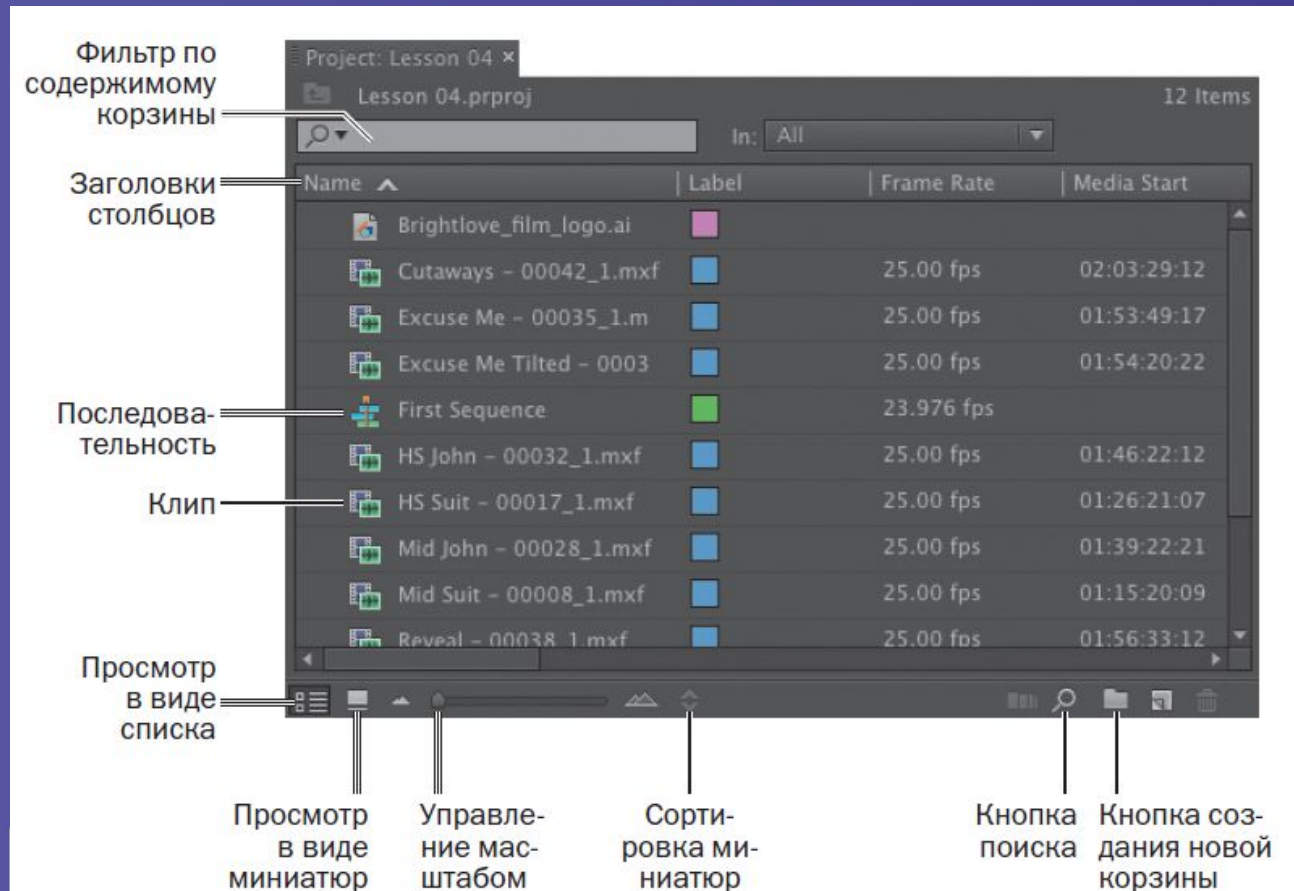 Фильтр по
содержимому
корзины
Project: Lesson 04 ×
Lesson 04.prproj
12 Items
In: All
Заголовки
столбцов
Name Label Frame Rate Media Start
Brightlove_film_logo.ai
Cutaways – 00042_1.mxf 25.00 fps 02:03:29:12
Excuse Me – 00035_1.m 25.00 fps 01:53:49:17
Excuse Me Tilted – 0003 25.00 fps 01:54:20:22
Последова-
тельность
First Sequence 23.976 fps
HS John – 00032_1.mxf 25.00 fps 01:46:22:12
Клип
HS Suit – 00017_1.mxf 25.00 fps 01:26:21:07
Mid John – 00028_1.mxf 25.00 fps 01:39:22:21
Mid Suit – 00008_1.mxf 25.00 fps 01:15:20:09
Reveal – 00038_1.mxf 25.00 fps 01:56:33:12
Просмотр
в виде
списка
Просмотр
в виде
миниатюр
Управле-
ние мас-
штабом
Сорти-
ровка ми-
ниатюр
Кнопка
поиска
Кнопка соз-
дания новой
корзины